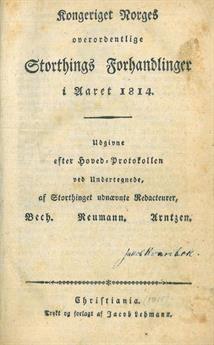 Kongeriget Norges
overordentlige
Storthings Forhandlinger
i Aaret 1814.
Udgivne
efter Hoved-Protokollen
ved Undertegnede,
af Storthinget udnævnte Redacteurer,
Bech. Neumann. Arntzen.
Christiania.
Trykt og forlagt af Jacob Lehmann.